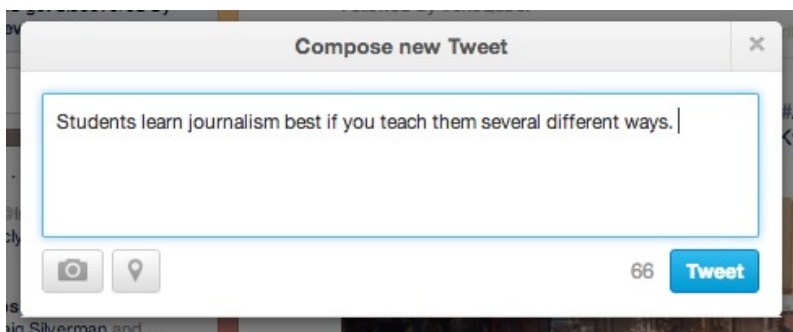 Compose new Tweet
Students learn journalism best if you teach them several different ways.
66 Tweet
Silverman and